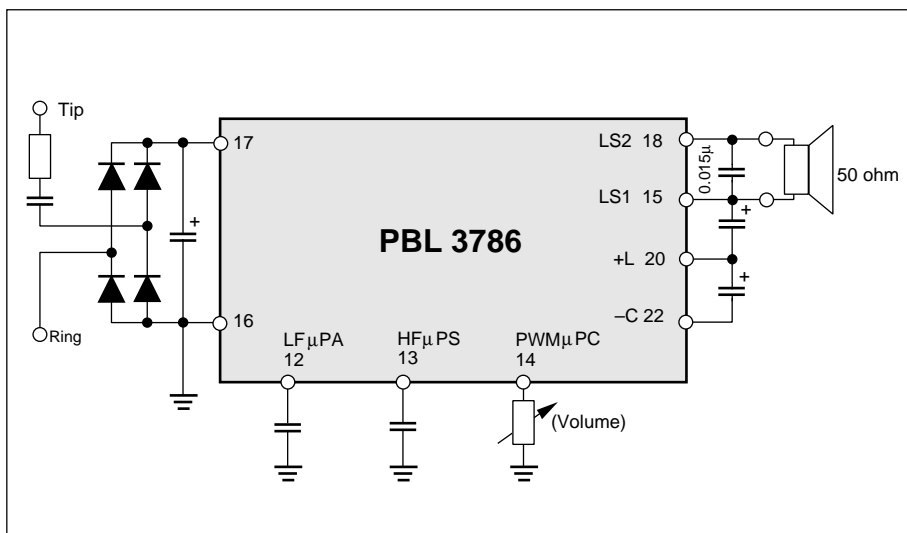 Tip
17
LS2 18
0.015µ
50 ohm
LS1 15
PBL 3786
+L 20
–C 22
16
Ring
LFµPA
12
HFµPS
13
PWMµPC
14
(Volume)
+
+
+